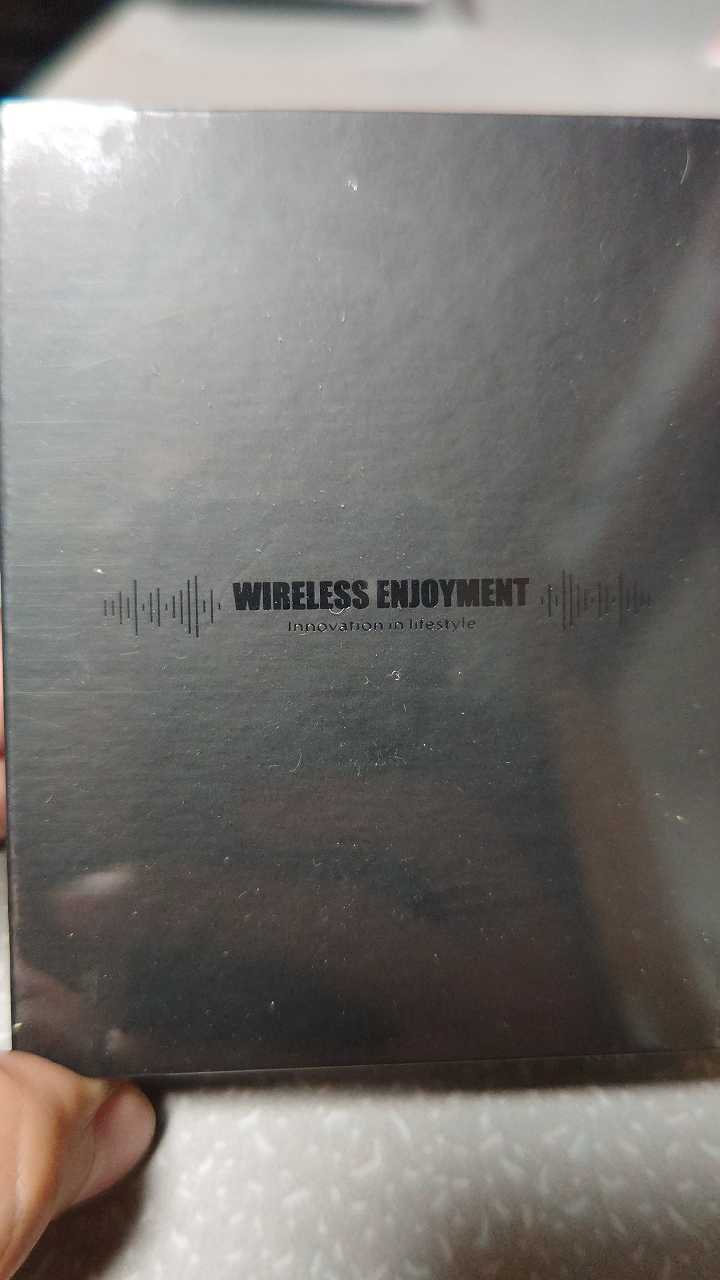 WIRELESS ENJOYMENT
Innovation in lifestyle